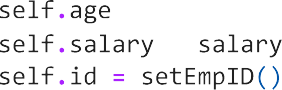 self.age
self.salary   salary
self.id = setEmpID()